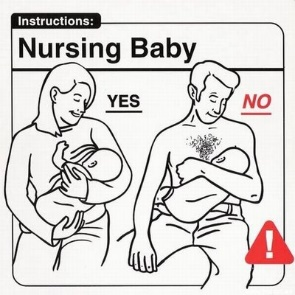 Instructions:
Nursing Baby
YES
NO
!